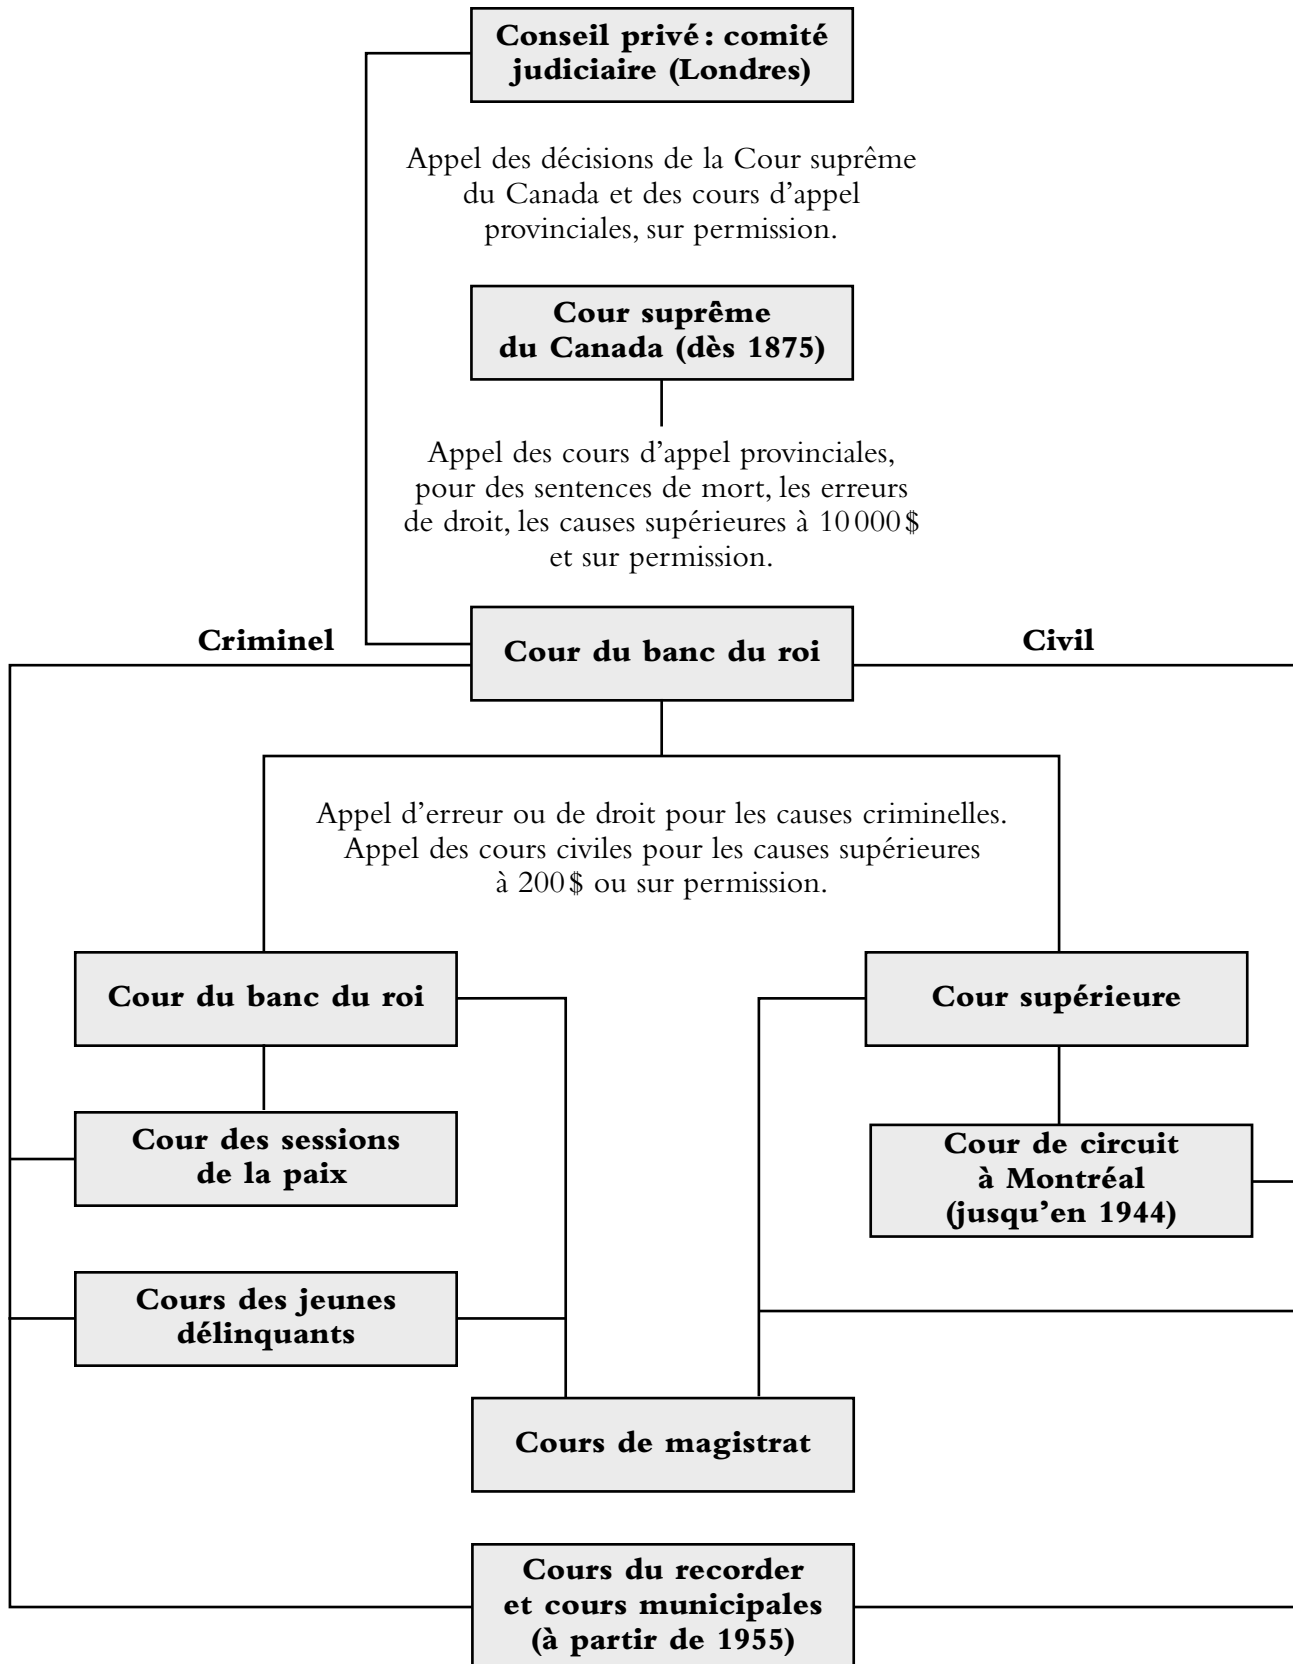 Conseil privé : comité
judiciaire (Londres)
Appel des décisions de la Cour suprême
du Canada et des cours d'appel
provinciales, sur permission.
Cour suprême
du Canada (dès 1875)
Appel des cours d'appel provinciales,
pour des sentences de mort, les erreurs
de droit, les causes supérieures à 10 000 $
et sur permission.
Criminel
Cour du banc du roi
Civil
Appel d'erreur ou de droit pour les causes criminelles.
Appel des cours civiles pour les causes supérieures
à 200 $ ou sur permission.
Cour du banc du roi
Cour supérieure
Cour des sessions
de la paix
Cour de circuit
à Montréal
(jusqu'en 1944)
Cours des jeunes
délinquants
Cours de magistrat
Cours du recorder
et cours municipales
(à partir de 1955)